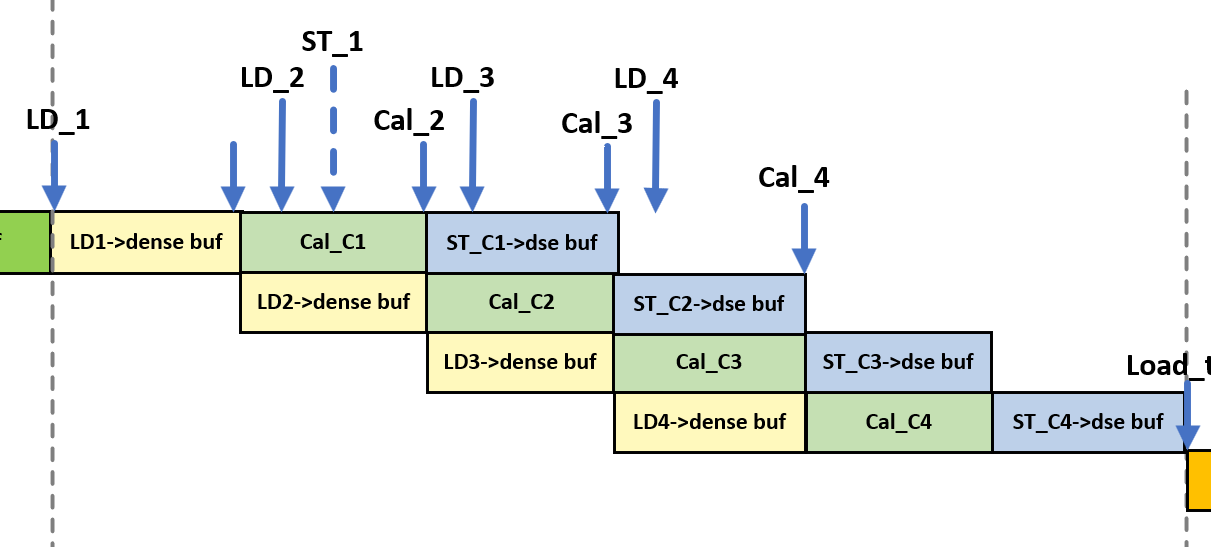 ST_1
LD_2
LD_3
LD_4
LD_1
Cal_2
Cal_3
Cal_4
LD1->dense buf
Cal_C1
ST_C1->dse buf
LD2->dense buf
Cal_C2
ST_C2->dse buf
LD3->dense buf
Cal_C3
ST_C3->dse buf
Load_t
LD4->dense buf
Cal_C4
ST_C4->dse buf